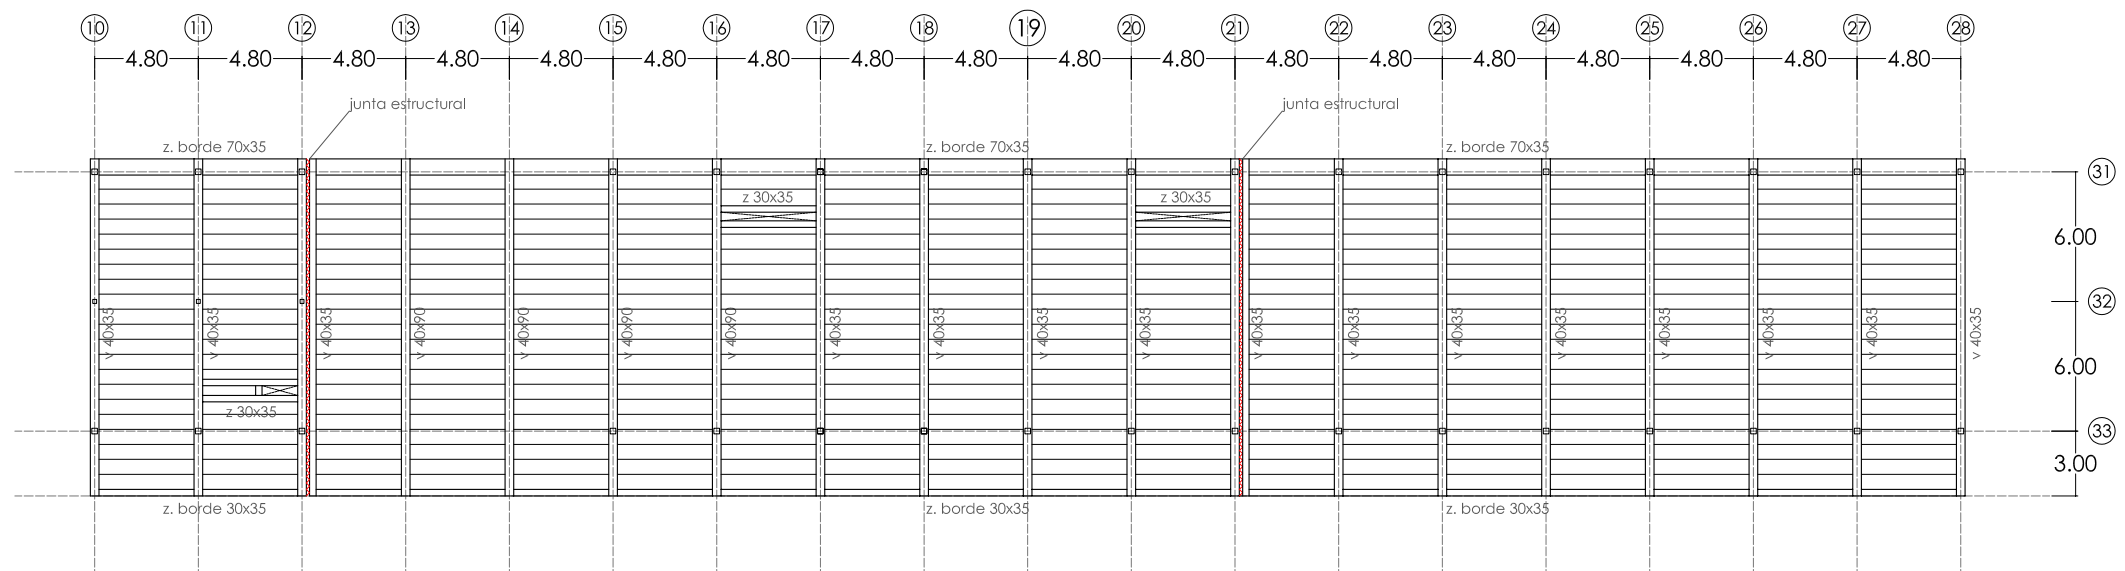 10 11 12 13 14 15 16 17 18 19 20 21 22 23 24 25 26 27 28
4.80 4.80 4.80 4.80 4.80 4.80 4.80 4.80 4.80 4.80 4.80 4.80 4.80 4.80 4.80 4.80 4.80 4.80
junta estructural junta estructural
z. borde 70x35 z. borde 70x35 z. borde 70x35
31
z 30x35 z 30x35
6.00
32
v 40x35 v 40x35 v 40x35 v 40x90 v 40x90 v 40x90 v 40x90 v 40x35 v 40x35 v 40x35 v 40x35 v 40x35 v 40x35 v 40x35 v 40x35 v 40x35 v 40x35 v 40x35 v 40x35
6.00
z 30x35
33
3.00
z. borde 30x35 z. borde 30x35 z. borde 30x35